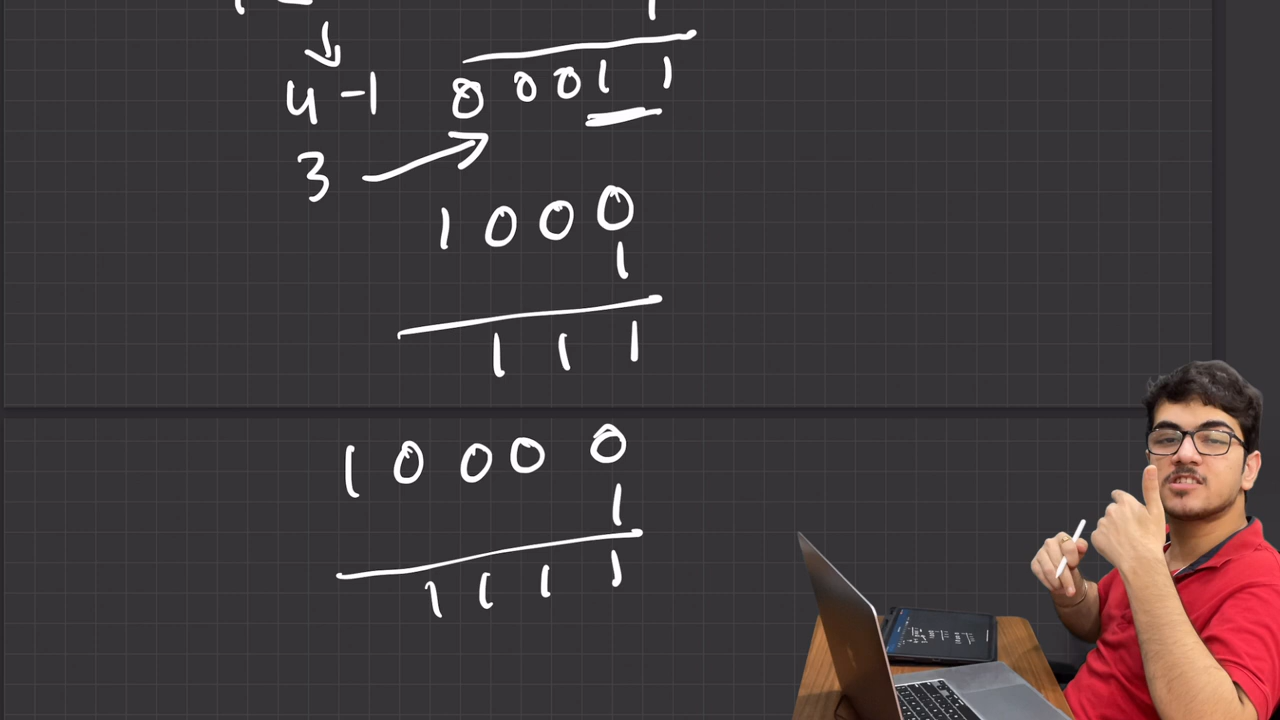 1
4 - 1 0 0 0 1 1
3
1 0 0 0
1
1 1 1
1 0 0 0 0
1
1 1 1 1